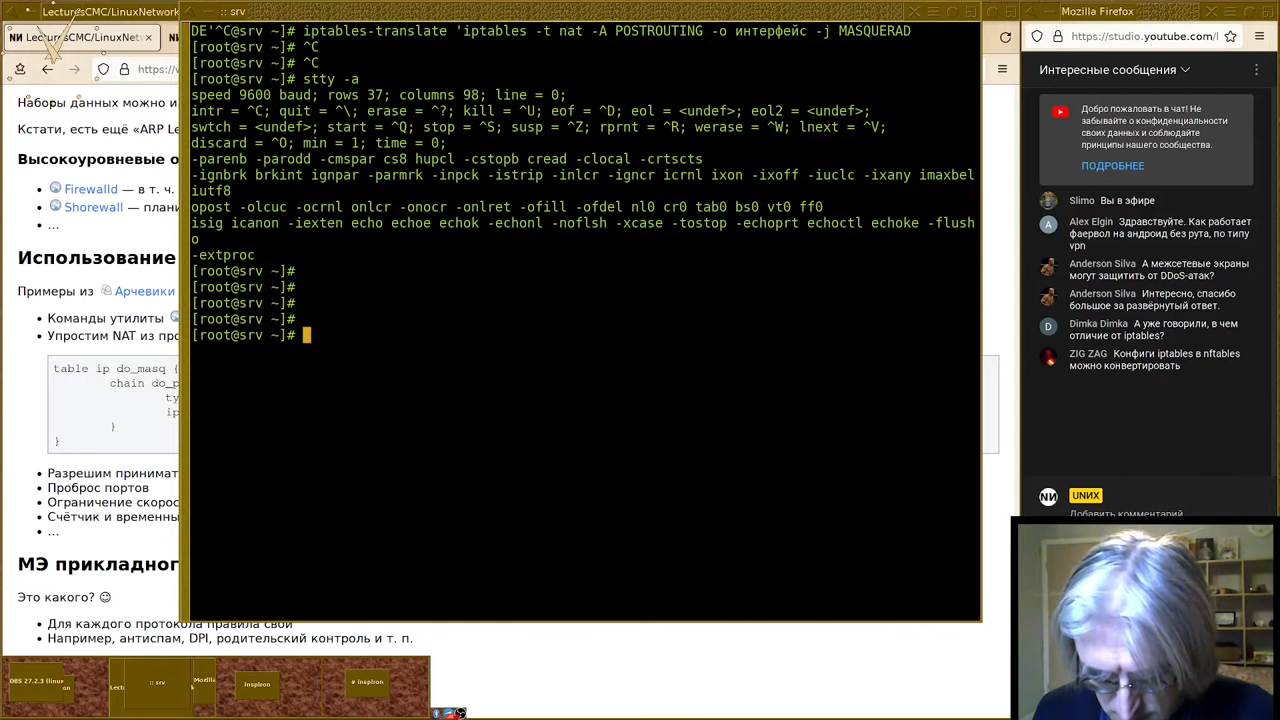 LecturesCMC/LinuxNetwork
:: srv
Mozilla Firefox
LecturesCMC/LinuxNetw
https://w
https://studio.youtube.com/l
Наборы данных можно и
Кстати, есть ещё «ARP Le
Высокоуровневые о
Firewalld — в т. ч.
Shorewall — плани
...
Использование
Примеры из Арчевики
Команды утилиты
Упростим NAT из про
table ip do_masq {
chain do_p
ty
ip
}
}
Разрешим принимат
Проброс портов
Ограничение скорос
Счётчик и временны
...
МЭ прикладног
Это какого? ☺
Для каждого протокола правила свои
Например, антиспам, DPI, родительский контроль и т. п.
DE'^C@srv ~]# iptables-translate 'iptables -t nat -A POSTROUTING -o интерфейс -j MASQUERAD
[root@srv ~]# ^C
[root@srv ~]# ^C
[root@srv ~]# stty -a
speed 9600 baud; rows 37; columns 98; line = 0;
intr = ^C; quit = ^\; erase = ^?; kill = ^U; eof = ^D; eol = <undef>; eol2 = <undef>;
swtch = <undef>; start = ^Q; stop = ^S; susp = ^Z; rprnt = ^R; werase = ^W; lnext = ^V;
discard = ^O; min = 1; time = 0;
-parenb -parodd -cmspar cs8 hupcl -cstopb cread -clocal -crtscts
-ignbrk brkint ignpar -parmrk -inpck -istrip -inlcr -igncr icrnl ixon -ixoff -iuclc -ixany imaxbel
iutf8
opost -olcuc -ocrnl onlcr -onocr -onlret -ofill -ofdel nl0 cr0 tab0 bs0 vt0 ff0
isig icanon -iexten echo echoe echok -echonl -noflsh -xcase -tostop -echoprt echoctl echoke -flush
o
-extproc
[root@srv ~]#
[root@srv ~]#
[root@srv ~]#
[root@srv ~]#
[root@srv ~]#
Интересные сообщения
Добро пожаловать в чат! Не
забывайте о конфиденциальности
своих данных и соблюдайте
принципы нашего сообщества.
ПОДРОБНЕЕ
Slimo Вы в эфире
Alex Elgin Здравствуйте. Как работает
фаервол на андроид без рута, по типу
vpn
Anderson Silva А межсетевые экраны
могут защитить от DDoS-атак?
Anderson Silva Интересно, спасибо
большое за развёрнутый ответ.
Dimka Dimka А уже говорили, в чем
отличие от iptables?
ZIG ZAG Конфиги iptables в nftables
можно конвертировать
UNИX
Добавить комментарий
OBS 27.2.3 (linux
:: srv
Mozilla
Inspiron
# Inspiron